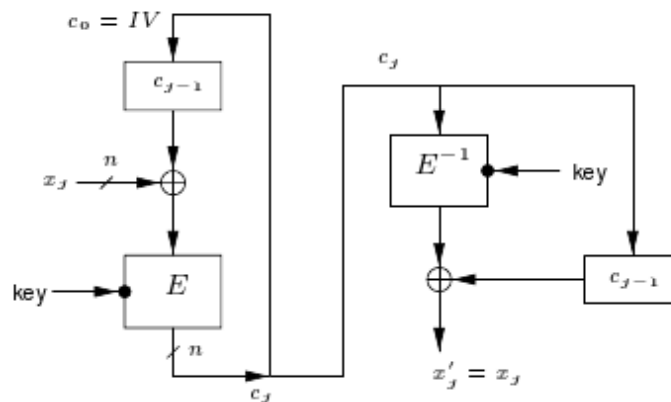 c₀ = IV
c_{j−1}
n
x_j
key
E
n
c_j
c_j
E⁻¹
key
c_{j−1}
x′_j = x_j